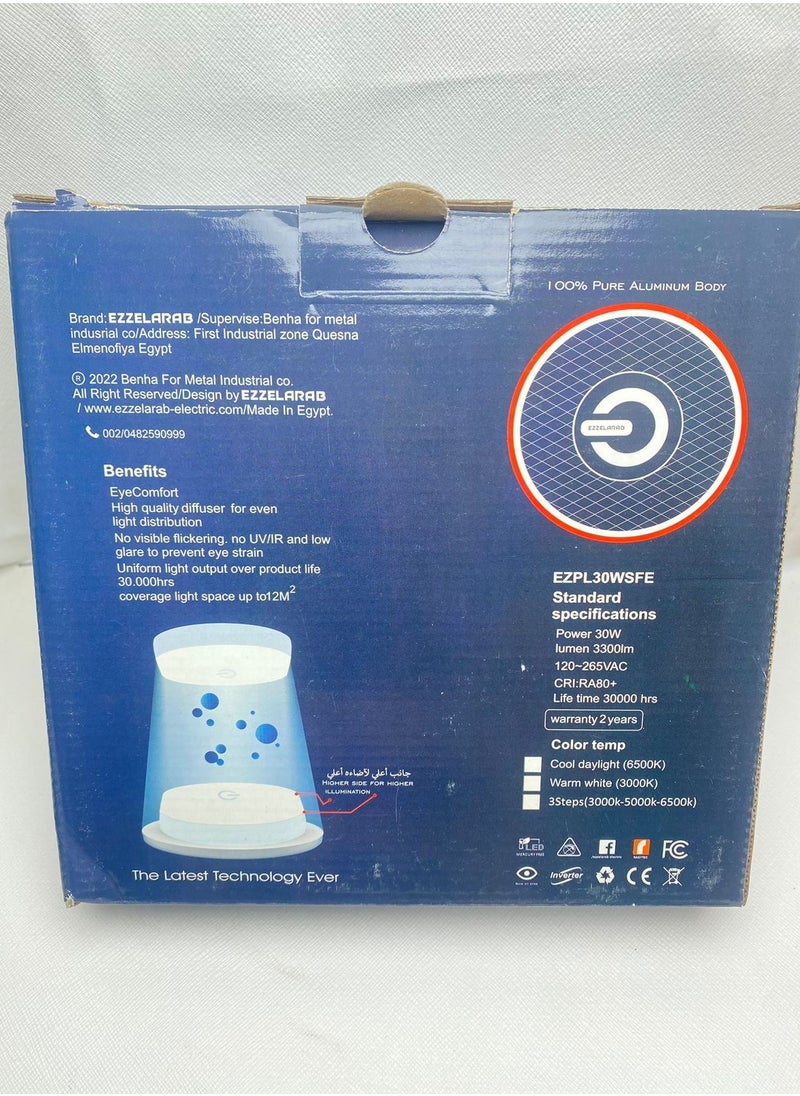 100% Pure Aluminum Body
Brand:EZZELARAB /Supervise:Benha for metal
indusrial co/Address: First Industrial zone Quesna
Elmenofiya Egypt
® 2022 Benha For Metal Industrial co.
All Right Reserved/Design by EZZELARAB
/ www.ezzelarab-electric.com/Made In Egypt.
002/0482590999
EZZELARAB
Benefits
EyeComfort
High quality diffuser for even
light distribution
No visible flickering. no UV/IR and low
glare to prevent eye strain
Uniform light output over product life
30.000hrs
coverage light space up to12M²
جانب أعلي لآضاءه أعلي
Higher side for higher
illumination
The Latest Technology Ever
EZPL30WSFE
Standard
specifications
Power 30W
lumen 3300lm
120~265VAC
CRI:RA80+
Life time 30000 hrs
warranty 2 years
Color temp
Cool daylight (6500K)
Warm white (3000K)
3Steps(3000k-5000k-6500k)
LED
MERCURY FREE
FC
Inverter
CE